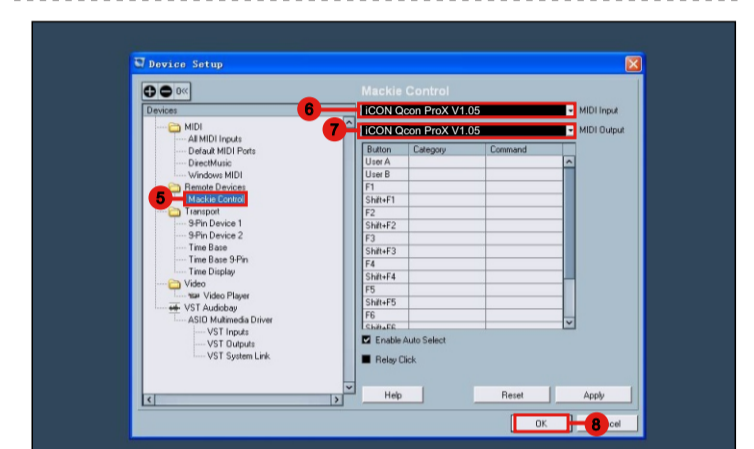 Device Setup
Devices
MIDI
All MIDI Inputs
Default MIDI Ports
DirectMusic
Windows MIDI
Remote Devices
5
Mackie Control
Transport
9-Pin Device 1
9-Pin Device 2
Time Base
Time Base 9-Pin
Time Display
Video
Video Player
VST Audiobay
ASIO Multimedia Driver
VST Inputs
VST Outputs
VST System Link
Mackie Control
6 iCON Qcon ProX V1.05 MIDI Input
7 iCON Qcon ProX V1.05 MIDI Output
Button Category Command
User A
User B
F1
Shift+F1
F2
Shift+F2
F3
Shift+F3
F4
Shift+F4
F5
Shift+F5
F6
Shift+F6
Enable Auto Select
Relay Click
Help Reset Apply
OK 8 cel